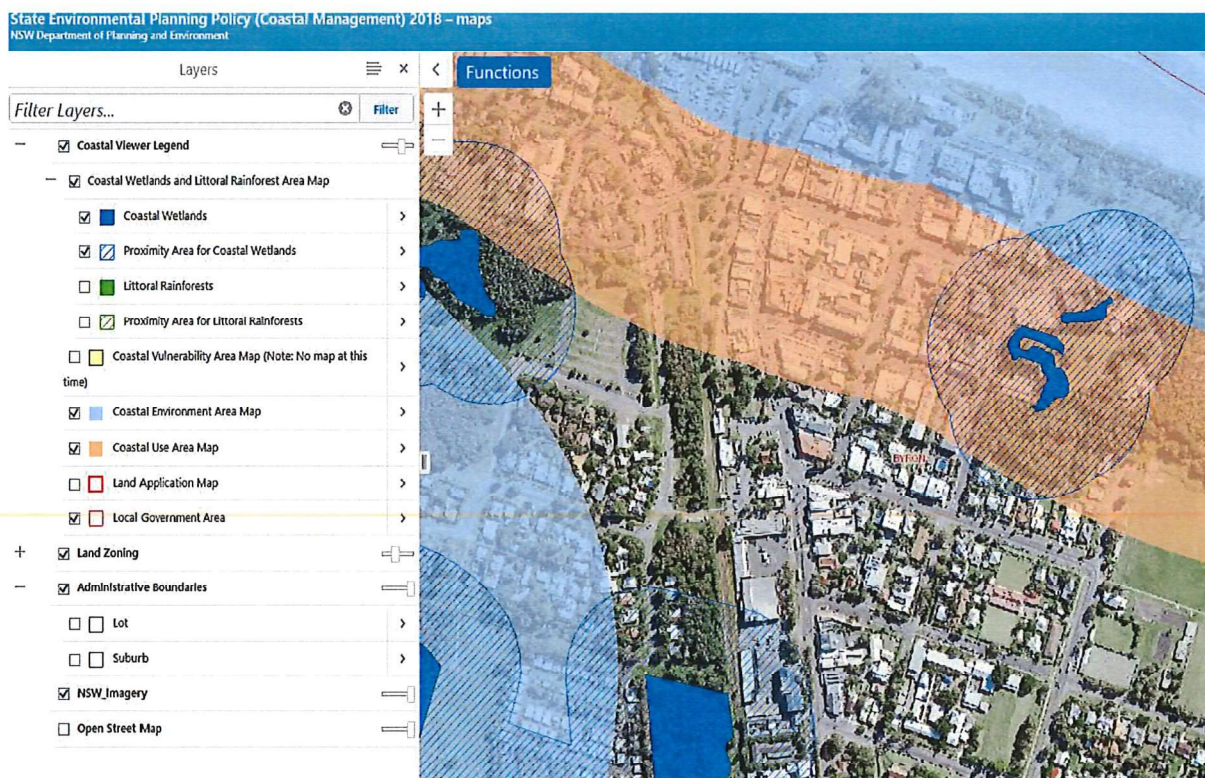 State Environmental Planning Policy (Coastal Management) 2018 – maps
NSW Department of Planning and Environment
Layers
Functions
Filter Layers...
Filter
Coastal Viewer Legend
Coastal Wetlands and Littoral Rainforest Area Map
Coastal Wetlands
Proximity Area for Coastal Wetlands
Littoral Rainforests
Proximity Area for Littoral Rainforests
Coastal Vulnerability Area Map (Note: No map at this
time)
Coastal Environment Area Map
Coastal Use Area Map
BYRON
Land Application Map
Local Government Area
Land Zoning
Administrative Boundaries
Lot
Suburb
NSW_Imagery
Open Street Map